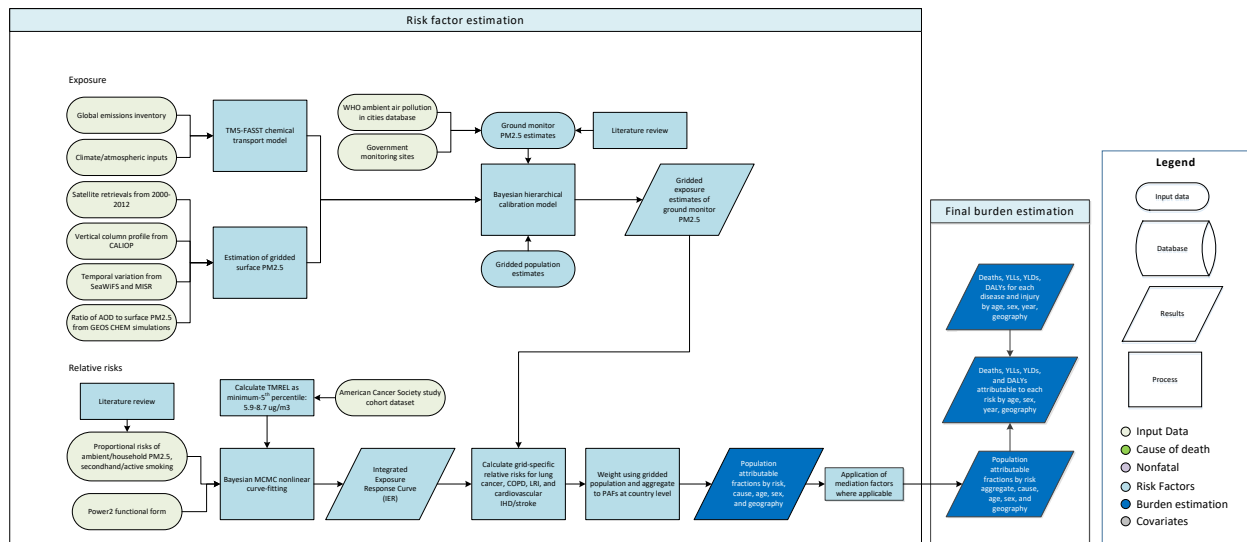 Risk factor estimation
Exposure
Global emissions inventory
Climate/atmospheric inputs
TM5-FASST chemical
transport model
Satellite retrievals from 2000-
2012
Vertical column profile from
CALIOP
Temporal variation from
SeaWiFS and MISR
Ratio of AOD to surface PM2.5
from GEOS CHEM simulations
Estimation of gridded
surface PM2.5
WHO ambient air pollution
in cities database
Government
monitoring sites
Ground monitor
PM2.5 estimates
Literature review
Bayesian hierarchical
calibration model
Gridded population
estimates
Gridded
exposure
estimates of
ground monitor
PM2.5
Relative risks
Literature review
Proportional risks of
ambient/household PM2.5,
secondhand/active smoking
Power2 functional form
Calculate TMREL as
minimum-5th percentile:
5.9-8.7 ug/m3
American Cancer Society study
cohort dataset
Bayesian MCMC nonlinear
curve-fitting
Integrated
Exposure
Response Curve
(IER)
Calculate grid-specific
relative risks for lung
cancer, COPD, LRI, and
cardiovascular
IHD/stroke
Weight using gridded
population and aggregate
to PAFs at country level
Population
attributable
fractions by risk,
cause, age, sex,
and geography
Application of
mediation factors
where applicable
Final burden estimation
Deaths, YLLs, YLDs,
DALYs for each
disease and injury
by age, sex, year,
geography
Deaths, YLLs, YLDs,
and DALYs
attributable to each
risk by age, sex,
year, geography
Population
attributable
fractions by risk
aggregate, cause,
age, sex, and
geography
Legend
Input data
Database
Results
Process
Input Data
Cause of death
Nonfatal
Risk Factors
Burden estimation
Covariates